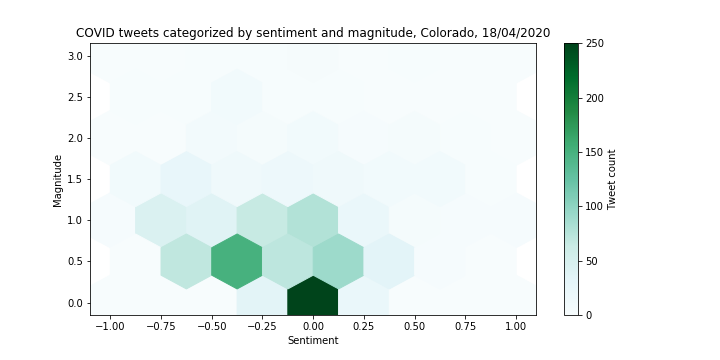 COVID tweets categorized by sentiment and magnitude, Colorado, 18/04/2020
3.0
2.5
2.0
1.5
1.0
0.5
0.0
Magnitude
−1.00 −0.75 −0.50 −0.25 0.00 0.25 0.50 0.75 1.00
Sentiment
250
200
150
100
50
0
Tweet count